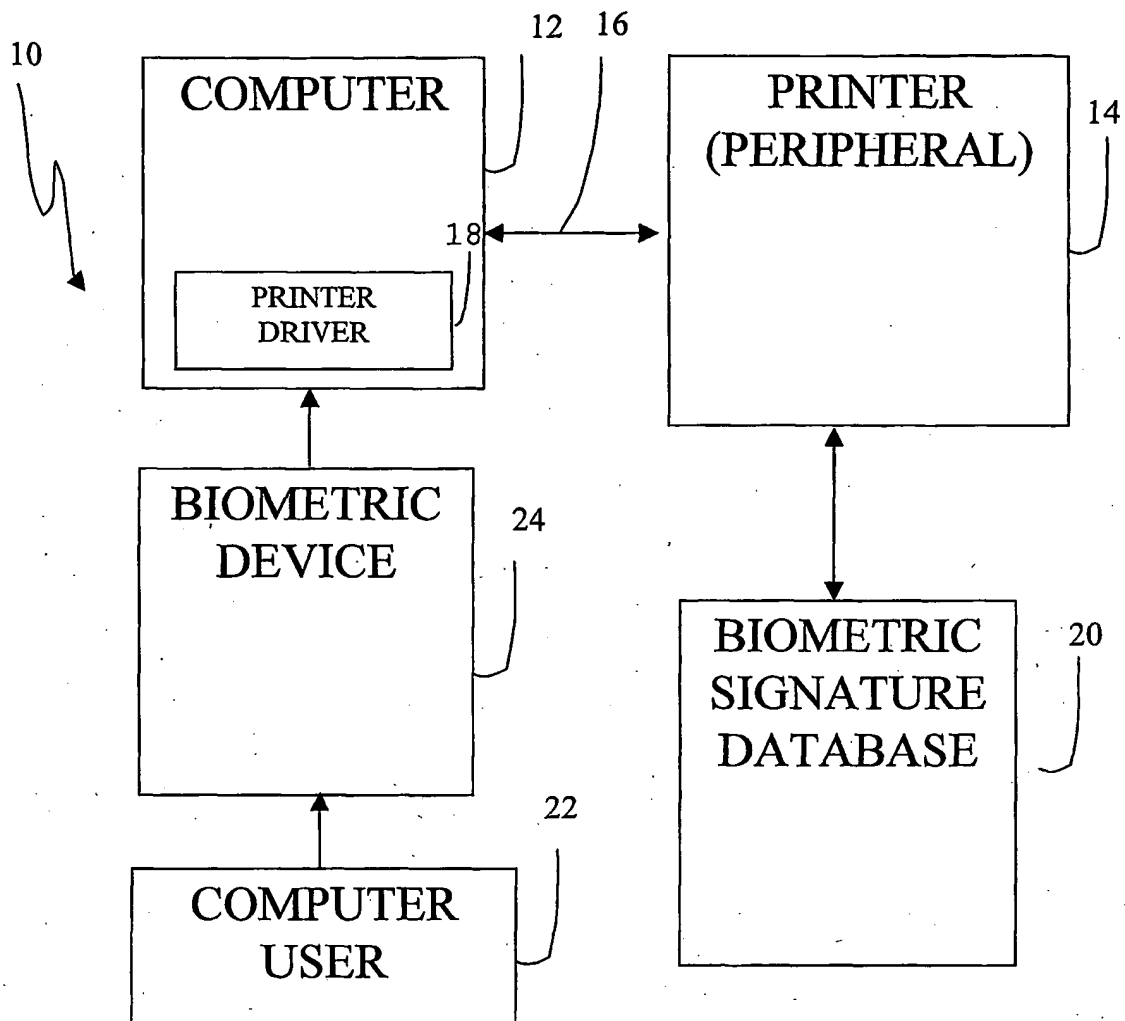 10
12
16
14
COMPUTER
PRINTER
(PERIPHERAL)
18
PRINTER
DRIVER
BIOMETRIC
DEVICE
24
BIOMETRIC
SIGNATURE
DATABASE
20
22
COMPUTER
USER